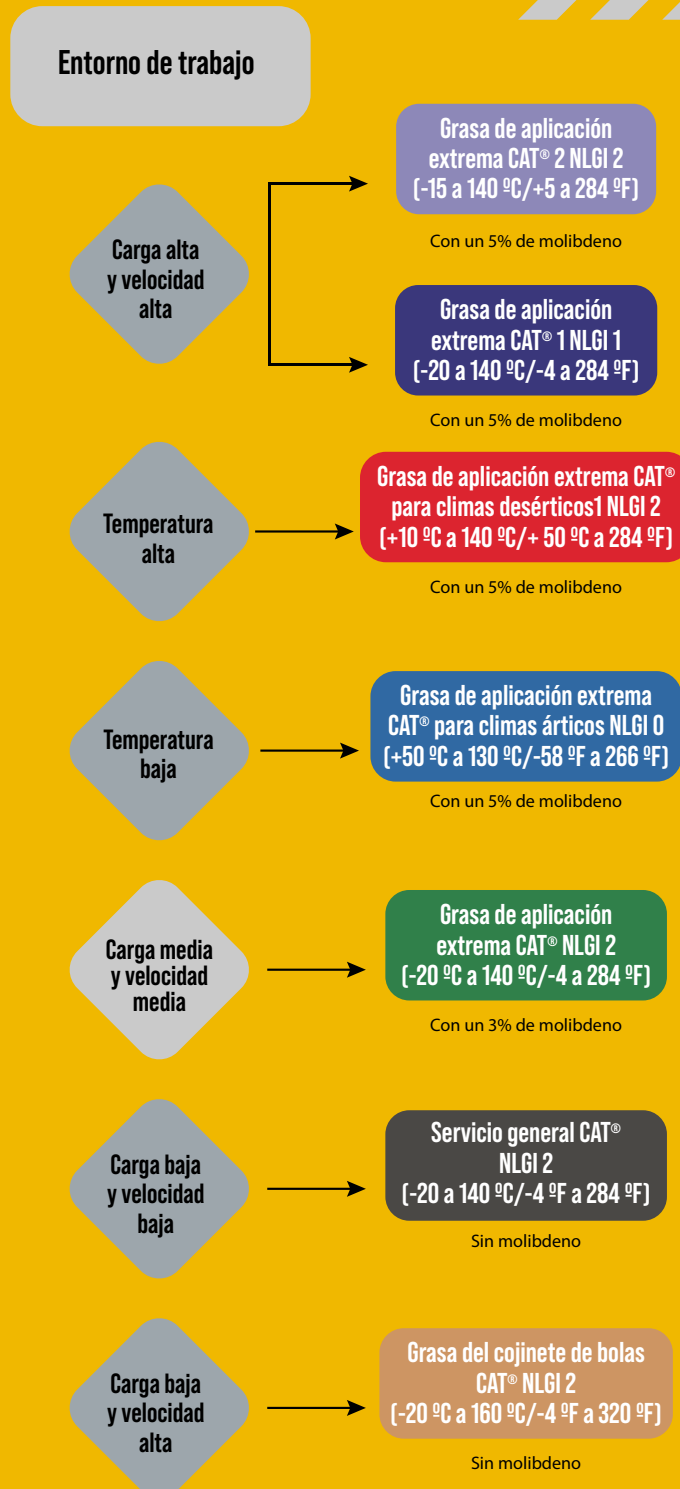 Entorno de trabajo
Carga alta
y velocidad
alta
Grasa de aplicación
extrema CAT® 2 NLGI 2
(-15 a 140 ºC/+5 a 284 ºF)
Con un 5% de molibdeno
Grasa de aplicación
extrema CAT® 1 NLGI 1
(-20 a 140 ºC/-4 a 284 ºF)
Con un 5% de molibdeno
Temperatura
alta
Grasa de aplicación extrema CAT®
para climas desérticos1 NLGI 2
(+10 ºC a 140 ºC/+ 50 ºC a 284 ºF)
Con un 5% de molibdeno
Temperatura
baja
Grasa de aplicación extrema
CAT® para climas árticos NLGI 0
(+50 ºC a 130 ºC/-58 ºF a 266 ºF)
Con un 5% de molibdeno
Carga media
y velocidad
media
Grasa de aplicación
extrema CAT® NLGI 2
(-20 ºC a 140 ºC/-4 a 284 ºF)
Con un 3% de molibdeno
Carga baja
y velocidad
baja
Servicio general CAT®
NLGI 2
(-20 a 140 ºC/-4 ºF a 284 ºF)
Sin molibdeno
Carga baja
y velocidad
alta
Grasa del cojinete de bolas
CAT® NLGI 2
(-20 ºC a 160 ºC/-4 ºF a 320 ºF)
Sin molibdeno